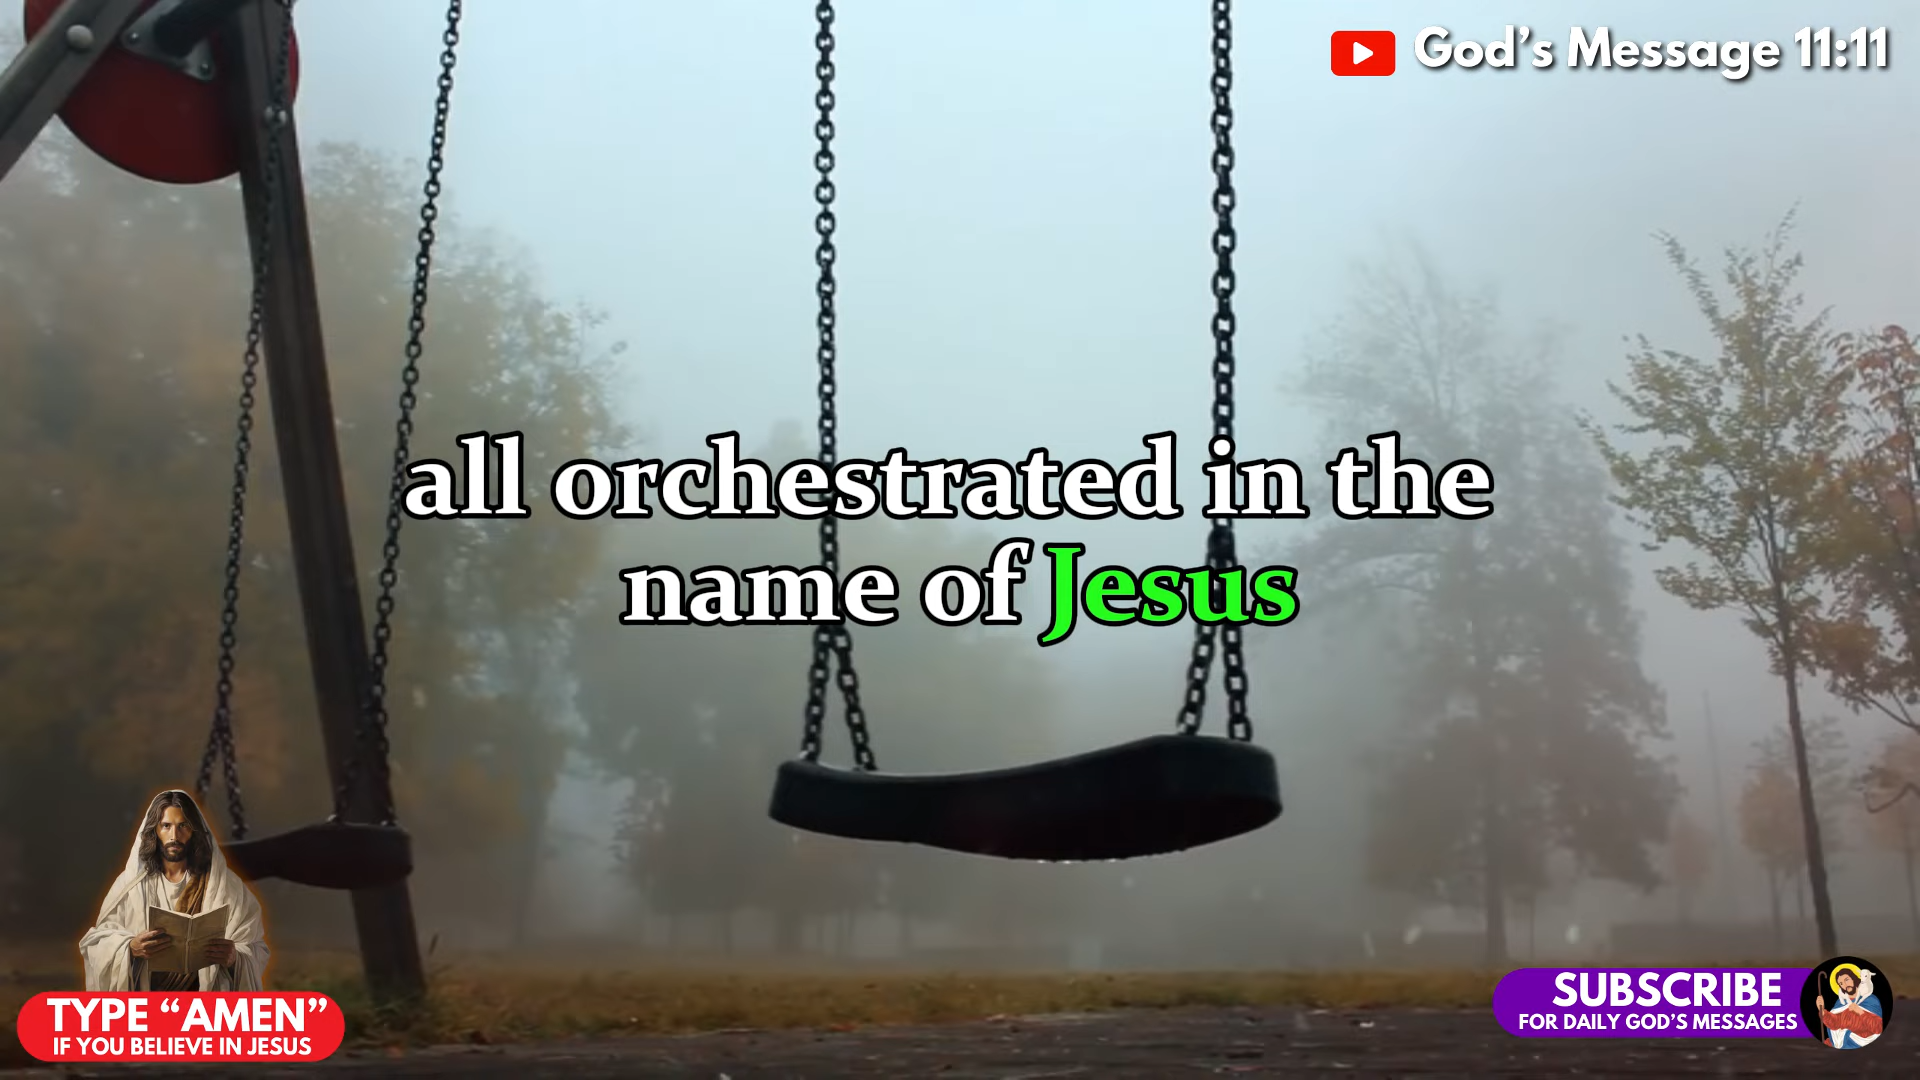 God’s Message 11:11
all orchestrated in the
name of Jesus
TYPE “AMEN”
IF YOU BELIEVE IN JESUS
SUBSCRIBE
FOR DAILY GOD’S MESSAGES